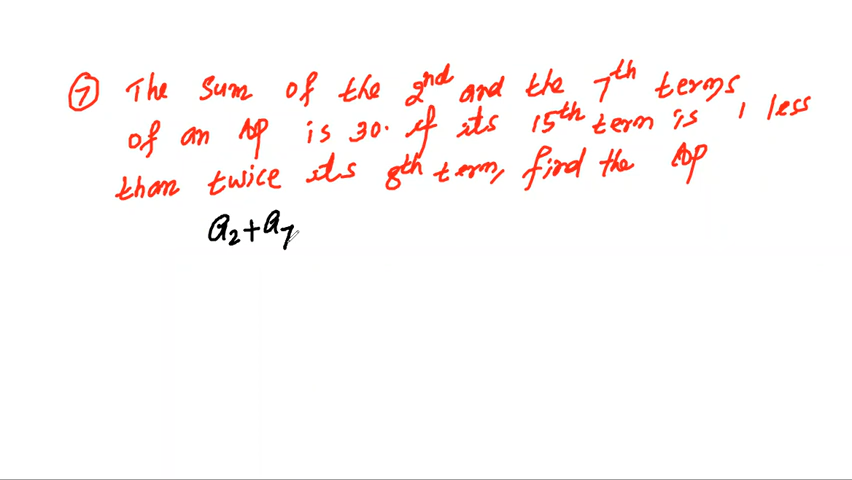 7 The sum of the 2nd and the 7th terms
of an AP is 30. if its 15th term is 1 less
than twice its 8th term, find the AP
a2+a7